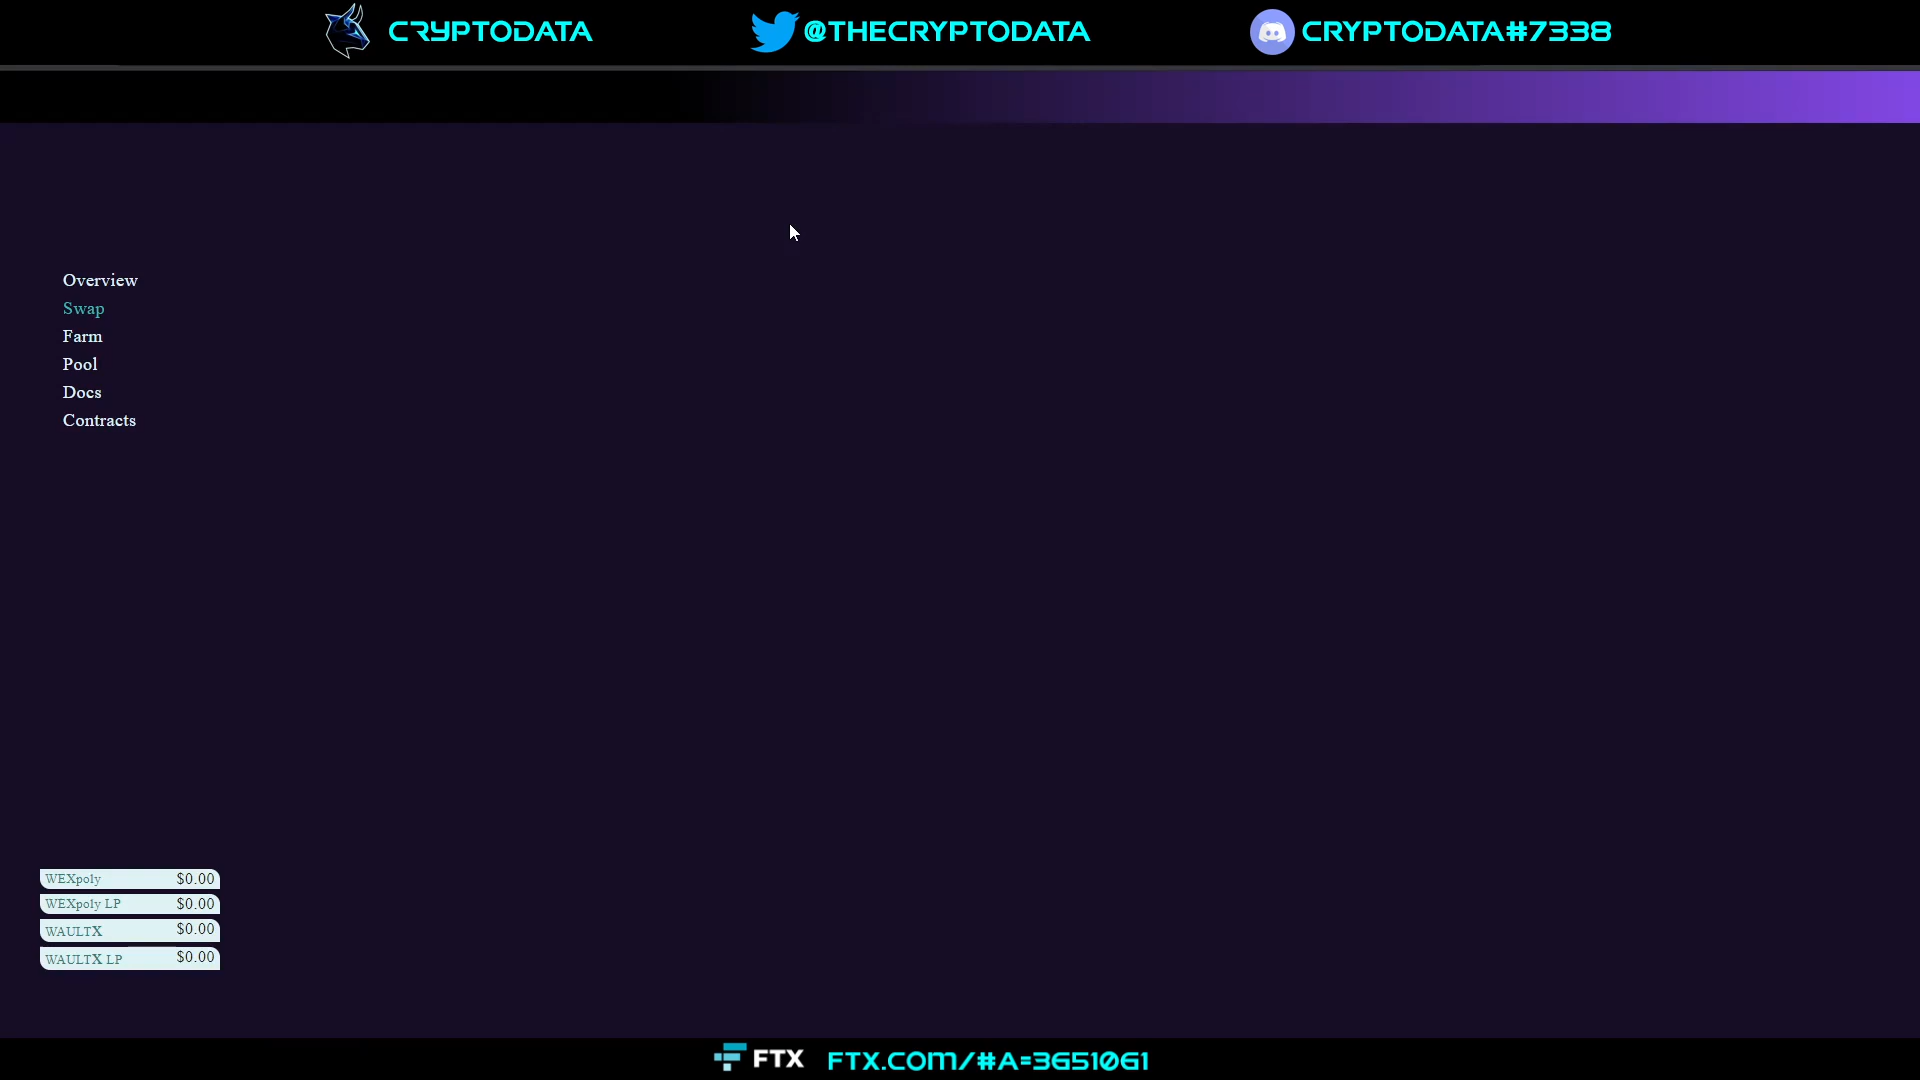 CRYPTODATA
@THECRYPTODATA
CRYPTODATA#7338
Overview
Swap
Farm
Pool
Docs
Contracts
WEXpoly $0.00
WEXpoly LP $0.00
WAULTX $0.00
WAULTX LP $0.00
FTX FTX.COM/#A=3651061